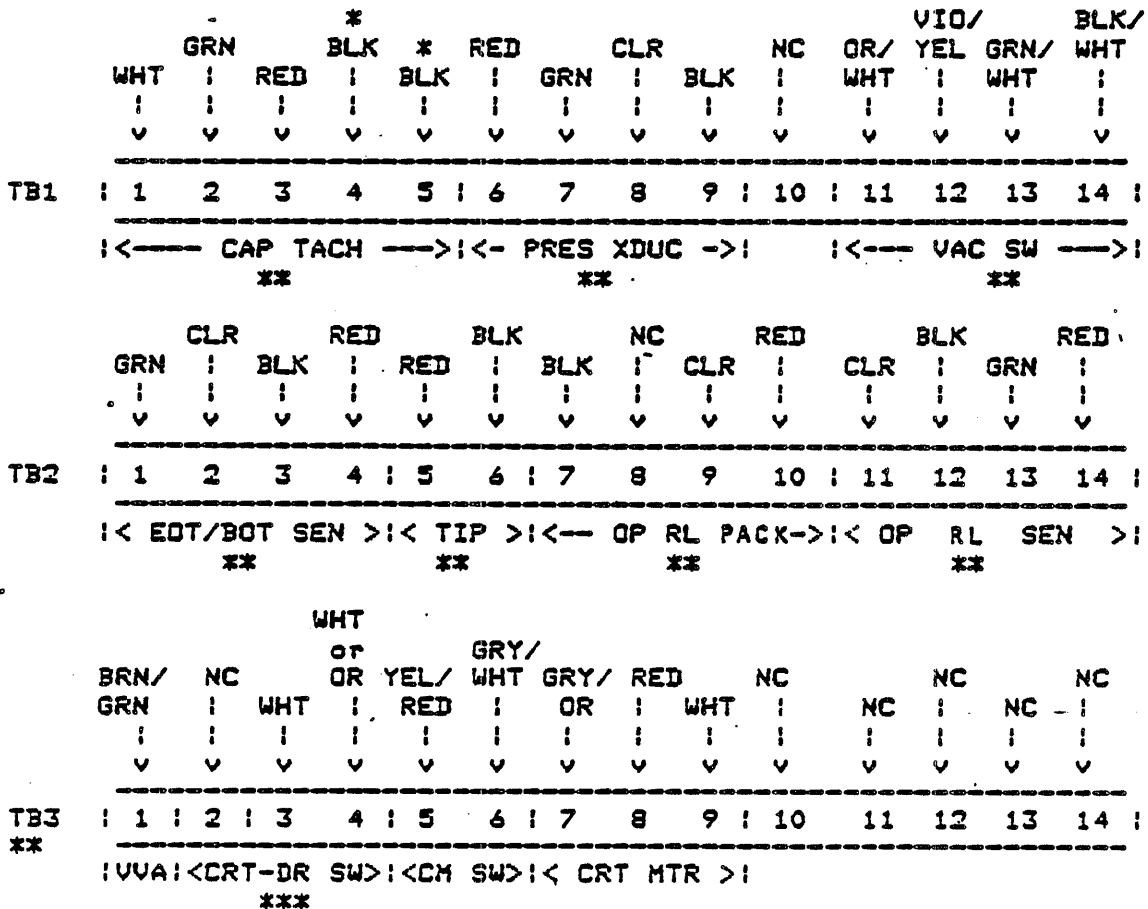 * VIO/ BLK/
GRN BLK * RED CLR NC OR/ YEL GRN/ WHT
WHT ¦ RED ¦ BLK ¦ GRN ¦ BLK ¦ WHT ¦ WHT ¦
¦ ¦ ¦ ¦ ¦ ¦ ¦ ¦ ¦ ¦ ¦ ¦ ¦ ¦
v v v v v v v v v v v v v v
TB1 ¦ 1 2 3 4 5 ¦ 6 7 8 9 ¦ 10 ¦ 11 12 13 14 ¦
¦<---- CAP TACH --->¦<- PRES XDUC ->¦ ¦<--- VAC SW --->¦
** ** **
CLR RED BLK NC RED BLK RED
GRN ¦ BLK ¦ RED ¦ BLK ¦ CLR ¦ CLR ¦ GRN ¦
¦ ¦ ¦ ¦ ¦ ¦ ¦ ¦ ¦ ¦ ¦ ¦ ¦ ¦
v v v v v v v v v v v v v v
TB2 ¦ 1 2 3 4 ¦ 5 6 ¦ 7 8 9 10 ¦ 11 12 13 14 ¦
¦< EOT/BOT SEN >¦< TIP >¦<-- OP RL PACK->¦< OP RL SEN >¦
** ** ** **
WHT
or GRY/
BRN/ NC OR YEL/ WHT GRY/ RED NC NC NC
GRN ¦ WHT ¦ RED ¦ OR ¦ WHT ¦ NC ¦ NC ¦
¦ ¦ ¦ ¦ ¦ ¦ ¦ ¦ ¦ ¦ ¦ ¦ ¦ ¦
v v v v v v v v v v v v v v
TB3 ¦ 1 ¦ 2 ¦ 3 4 ¦ 5 6 ¦ 7 8 9 ¦ 10 11 12 13 14 ¦
**
¦VVA¦<CRT-DR SW>¦<CM SW>¦< CRT MTR >¦
***